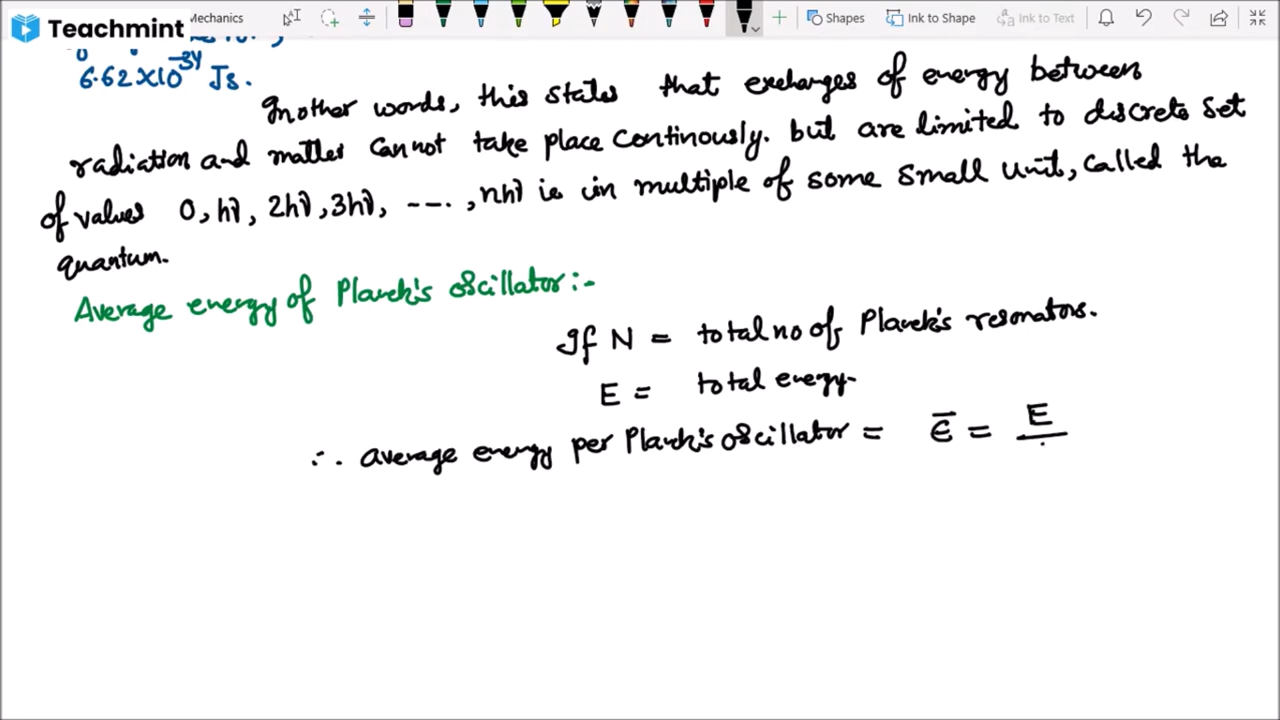 Teachmint
Mechanics
Shapes
Ink to Shape
Ink to Text
6.62×10⁻³⁴ Js.
In other words, this states that exchanges of energy between
radiation and matter cannot take place continously. but are limited to discrete set
of values 0, hν, 2hν, 3hν, ----, nhν is in multiple of some small unit, called the
quantum.
Average energy of Planck's oscillator:-
If N = total no of Planck's resonators.
E = total energy.
∴ average energy per Planck's oscillator = ε̅ = E